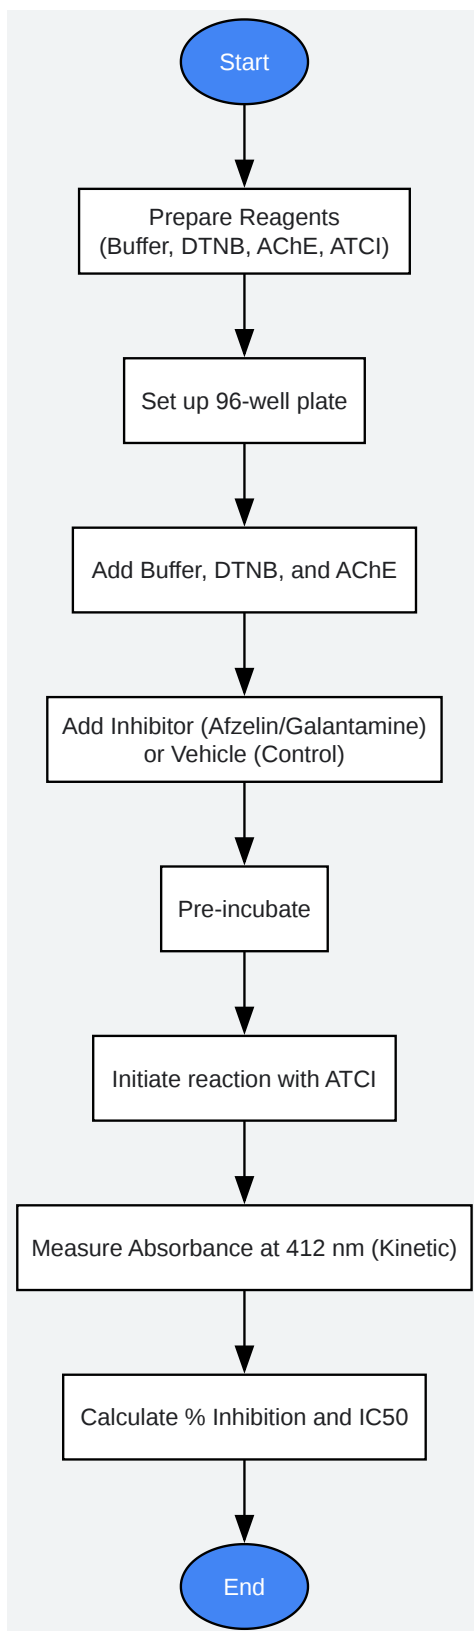 Start
Prepare Reagents
(Buffer, DTNB, AChE, ATCI)
Set up 96-well plate
Add Buffer, DTNB, and AChE
Add Inhibitor (Afzelin/Galantamine)
or Vehicle (Control)
Pre-incubate
Initiate reaction with ATCI
Measure Absorbance at 412 nm (Kinetic)
Calculate % Inhibition and IC50
End